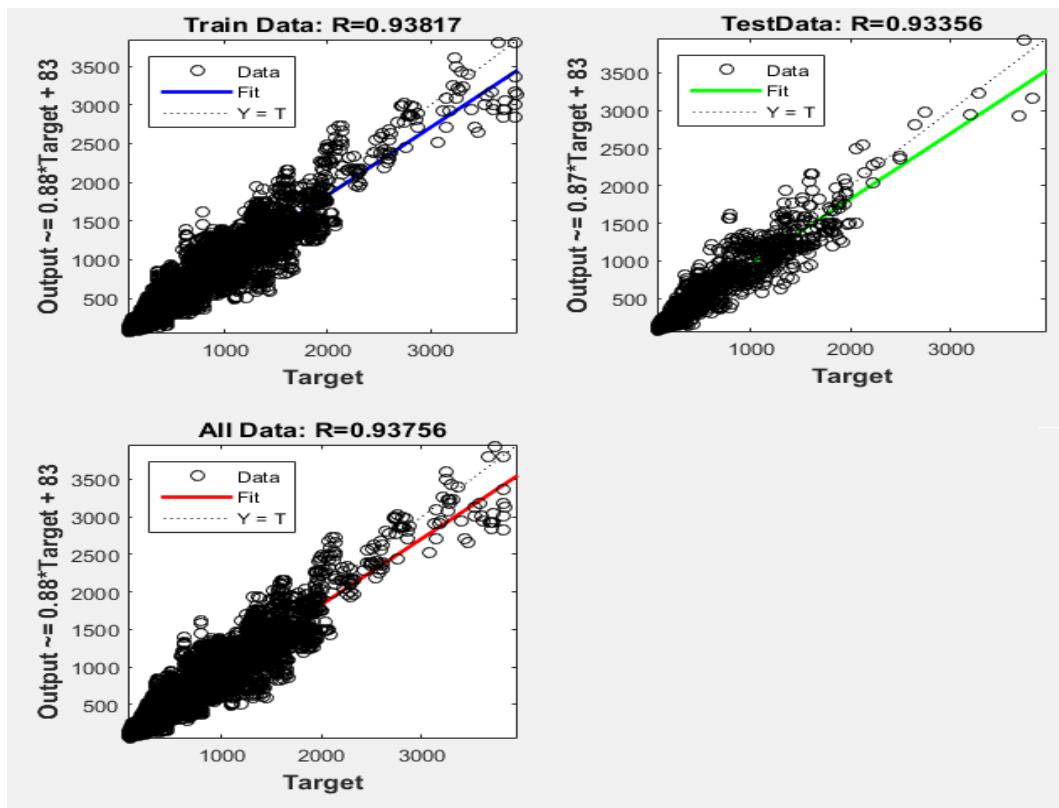 Train Data: R=0.93817
Output ~= 0.88*Target + 83
3500
3000
2500
2000
1500
1000
500
Data
Fit
Y = T
1000 2000 3000
Target
TestData: R=0.93356
Output ~= 0.87*Target + 83
3500
3000
2500
2000
1500
1000
500
Data
Fit
Y = T
1000 2000 3000
Target
All Data: R=0.93756
Output ~= 0.88*Target + 83
3500
3000
2500
2000
1500
1000
500
Data
Fit
Y = T
1000 2000 3000
Target